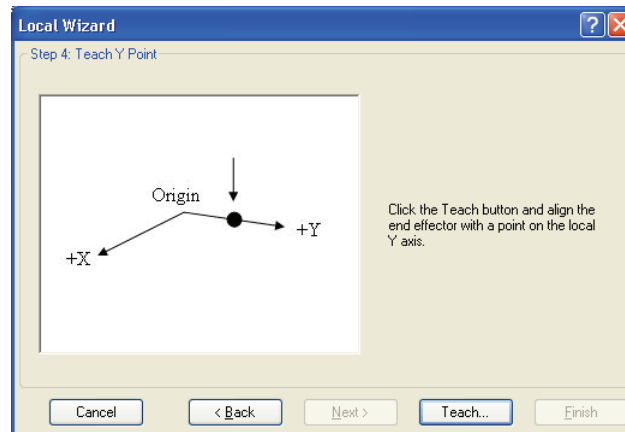 Local Wizard
Step 4: Teach Y Point
Origin
+Y
+X
Click the Teach button and align the
end effector with a point on the local
Y axis.
Cancel
< Back
Next >
Teach...
Finish